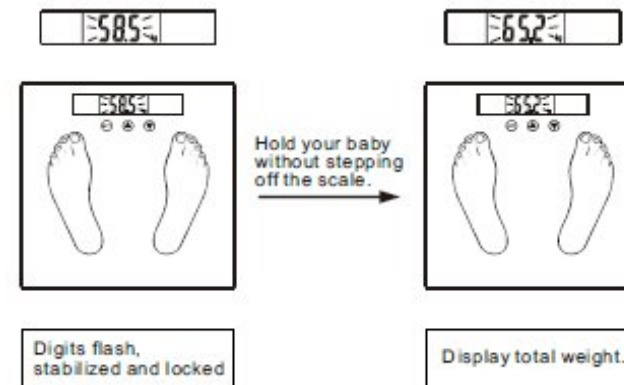 58.5
65.2
58.5
65.2
Hold your baby
without stepping
off the scale.
Digits flash,
stabilized and locked
Display total weight.